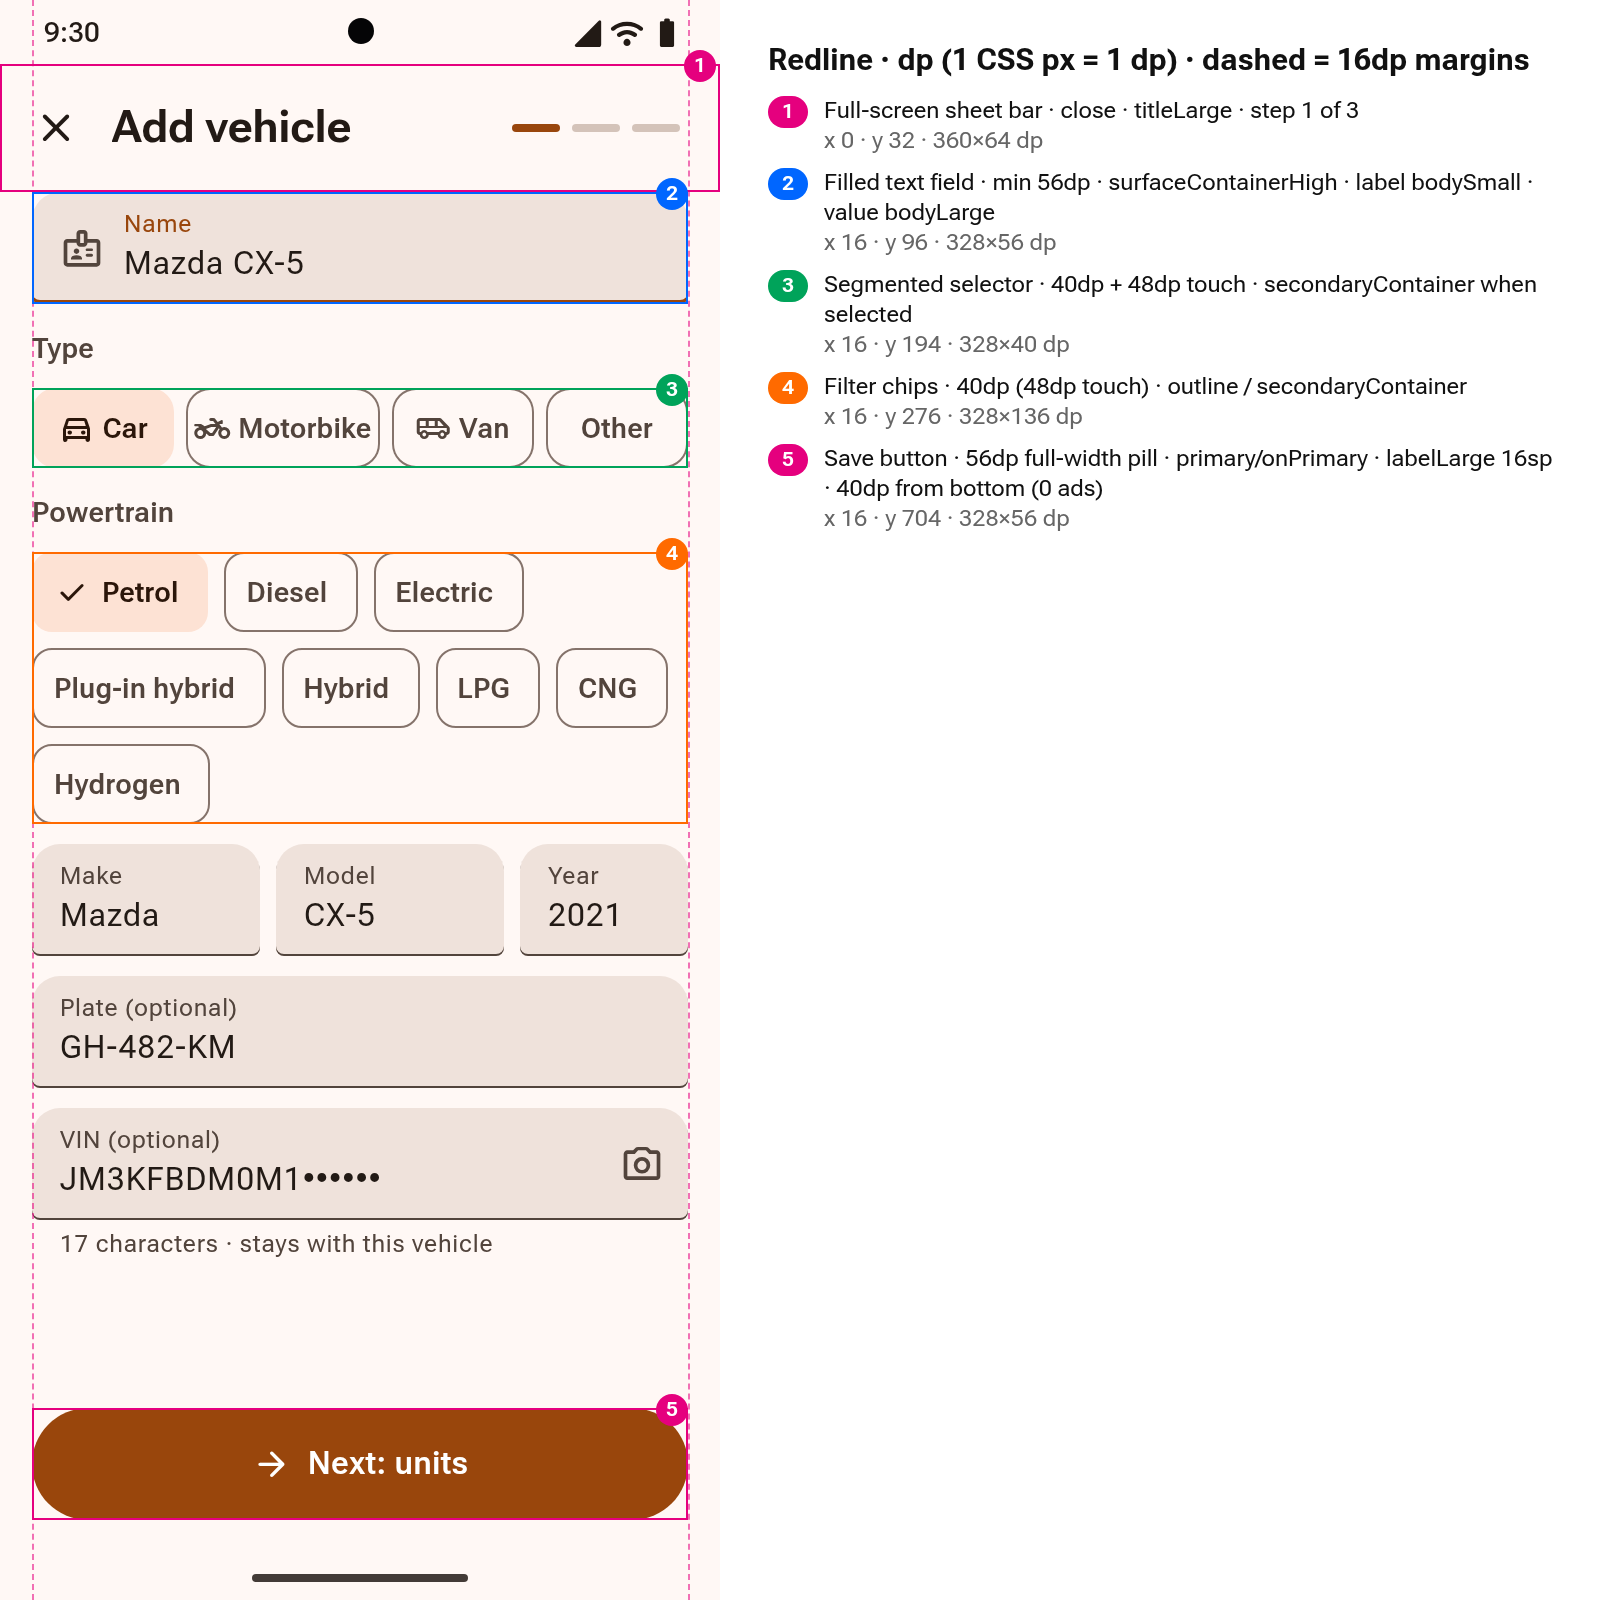 9:30
1
Add vehicle
2
Name
Mazda CX-5
Type
3
Car
Motorbike
Van
Other
Powertrain
4
Petrol
Diesel
Electric
Plug-in hybrid
Hybrid
LPG
CNG
Hydrogen
Make
Mazda
Model
CX-5
Year
2021
Plate (optional)
GH-482-KM
VIN (optional)
JM3KFBDM0M1••••••
17 characters · stays with this vehicle
5
Next: units
Redline · dp (1 CSS px = 1 dp) · dashed = 16dp margins
1
Full-screen sheet bar · close · titleLarge · step 1 of 3
x 0 · y 32 · 360×64 dp
2
Filled text field · min 56dp · surfaceContainerHigh · label bodySmall ·
value bodyLarge
x 16 · y 96 · 328×56 dp
3
Segmented selector · 40dp + 48dp touch · secondaryContainer when
selected
x 16 · y 194 · 328×40 dp
4
Filter chips · 40dp (48dp touch) · outline / secondaryContainer
x 16 · y 276 · 328×136 dp
5
Save button · 56dp full-width pill · primary/onPrimary · labelLarge 16sp
· 40dp from bottom (0 ads)
x 16 · y 704 · 328×56 dp